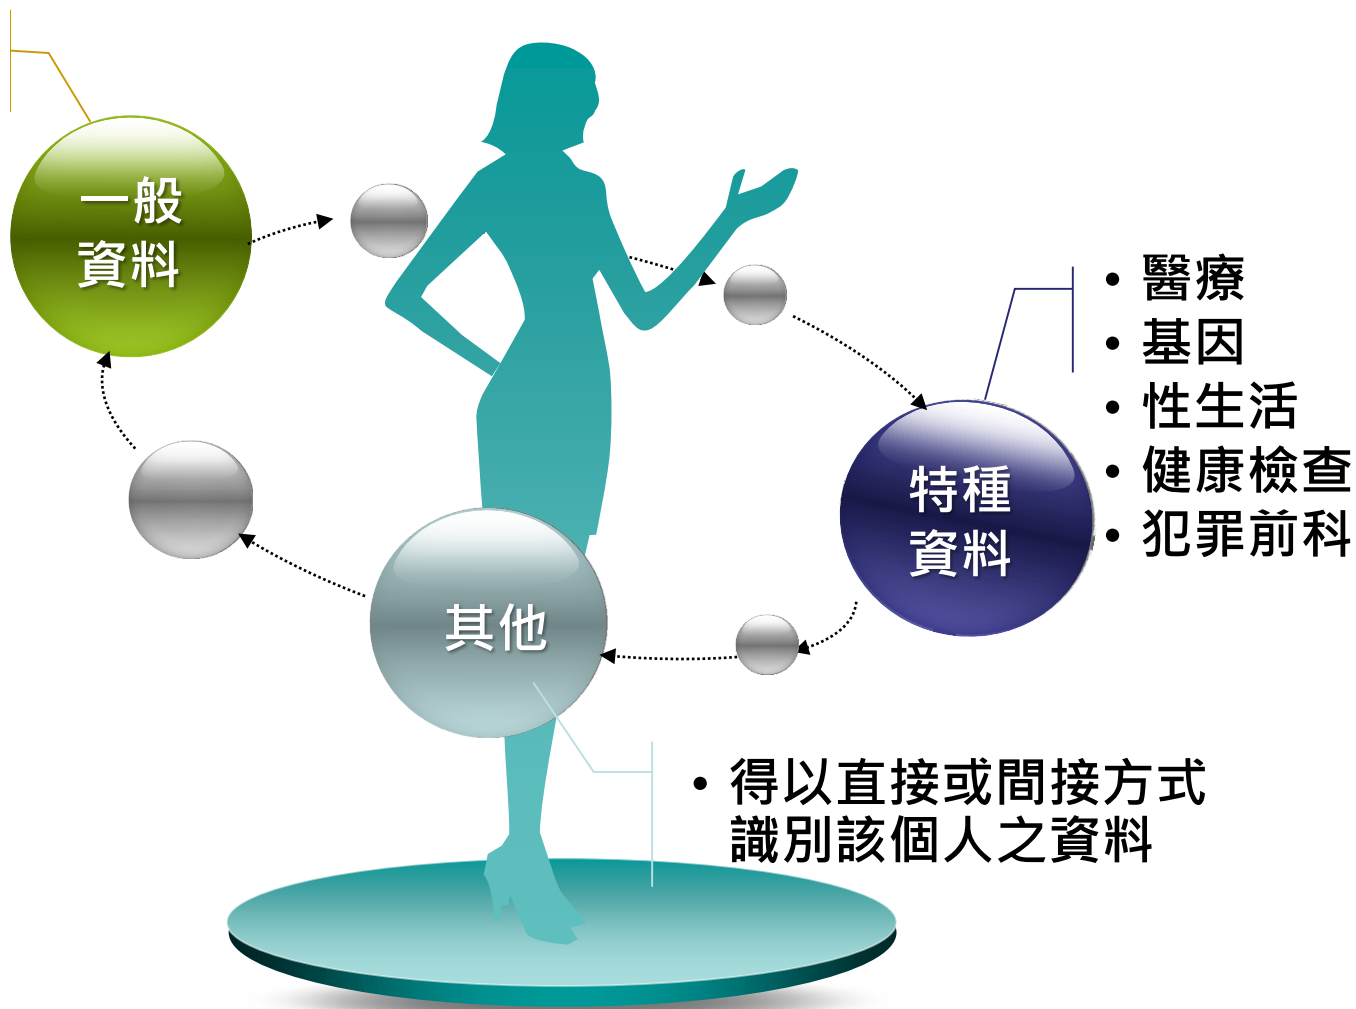 一般
資料
特種
資料
• 醫療
• 基因
• 性生活
• 健康檢查
• 犯罪前科
其他
• 得以直接或間接方式
識別該個人之資料